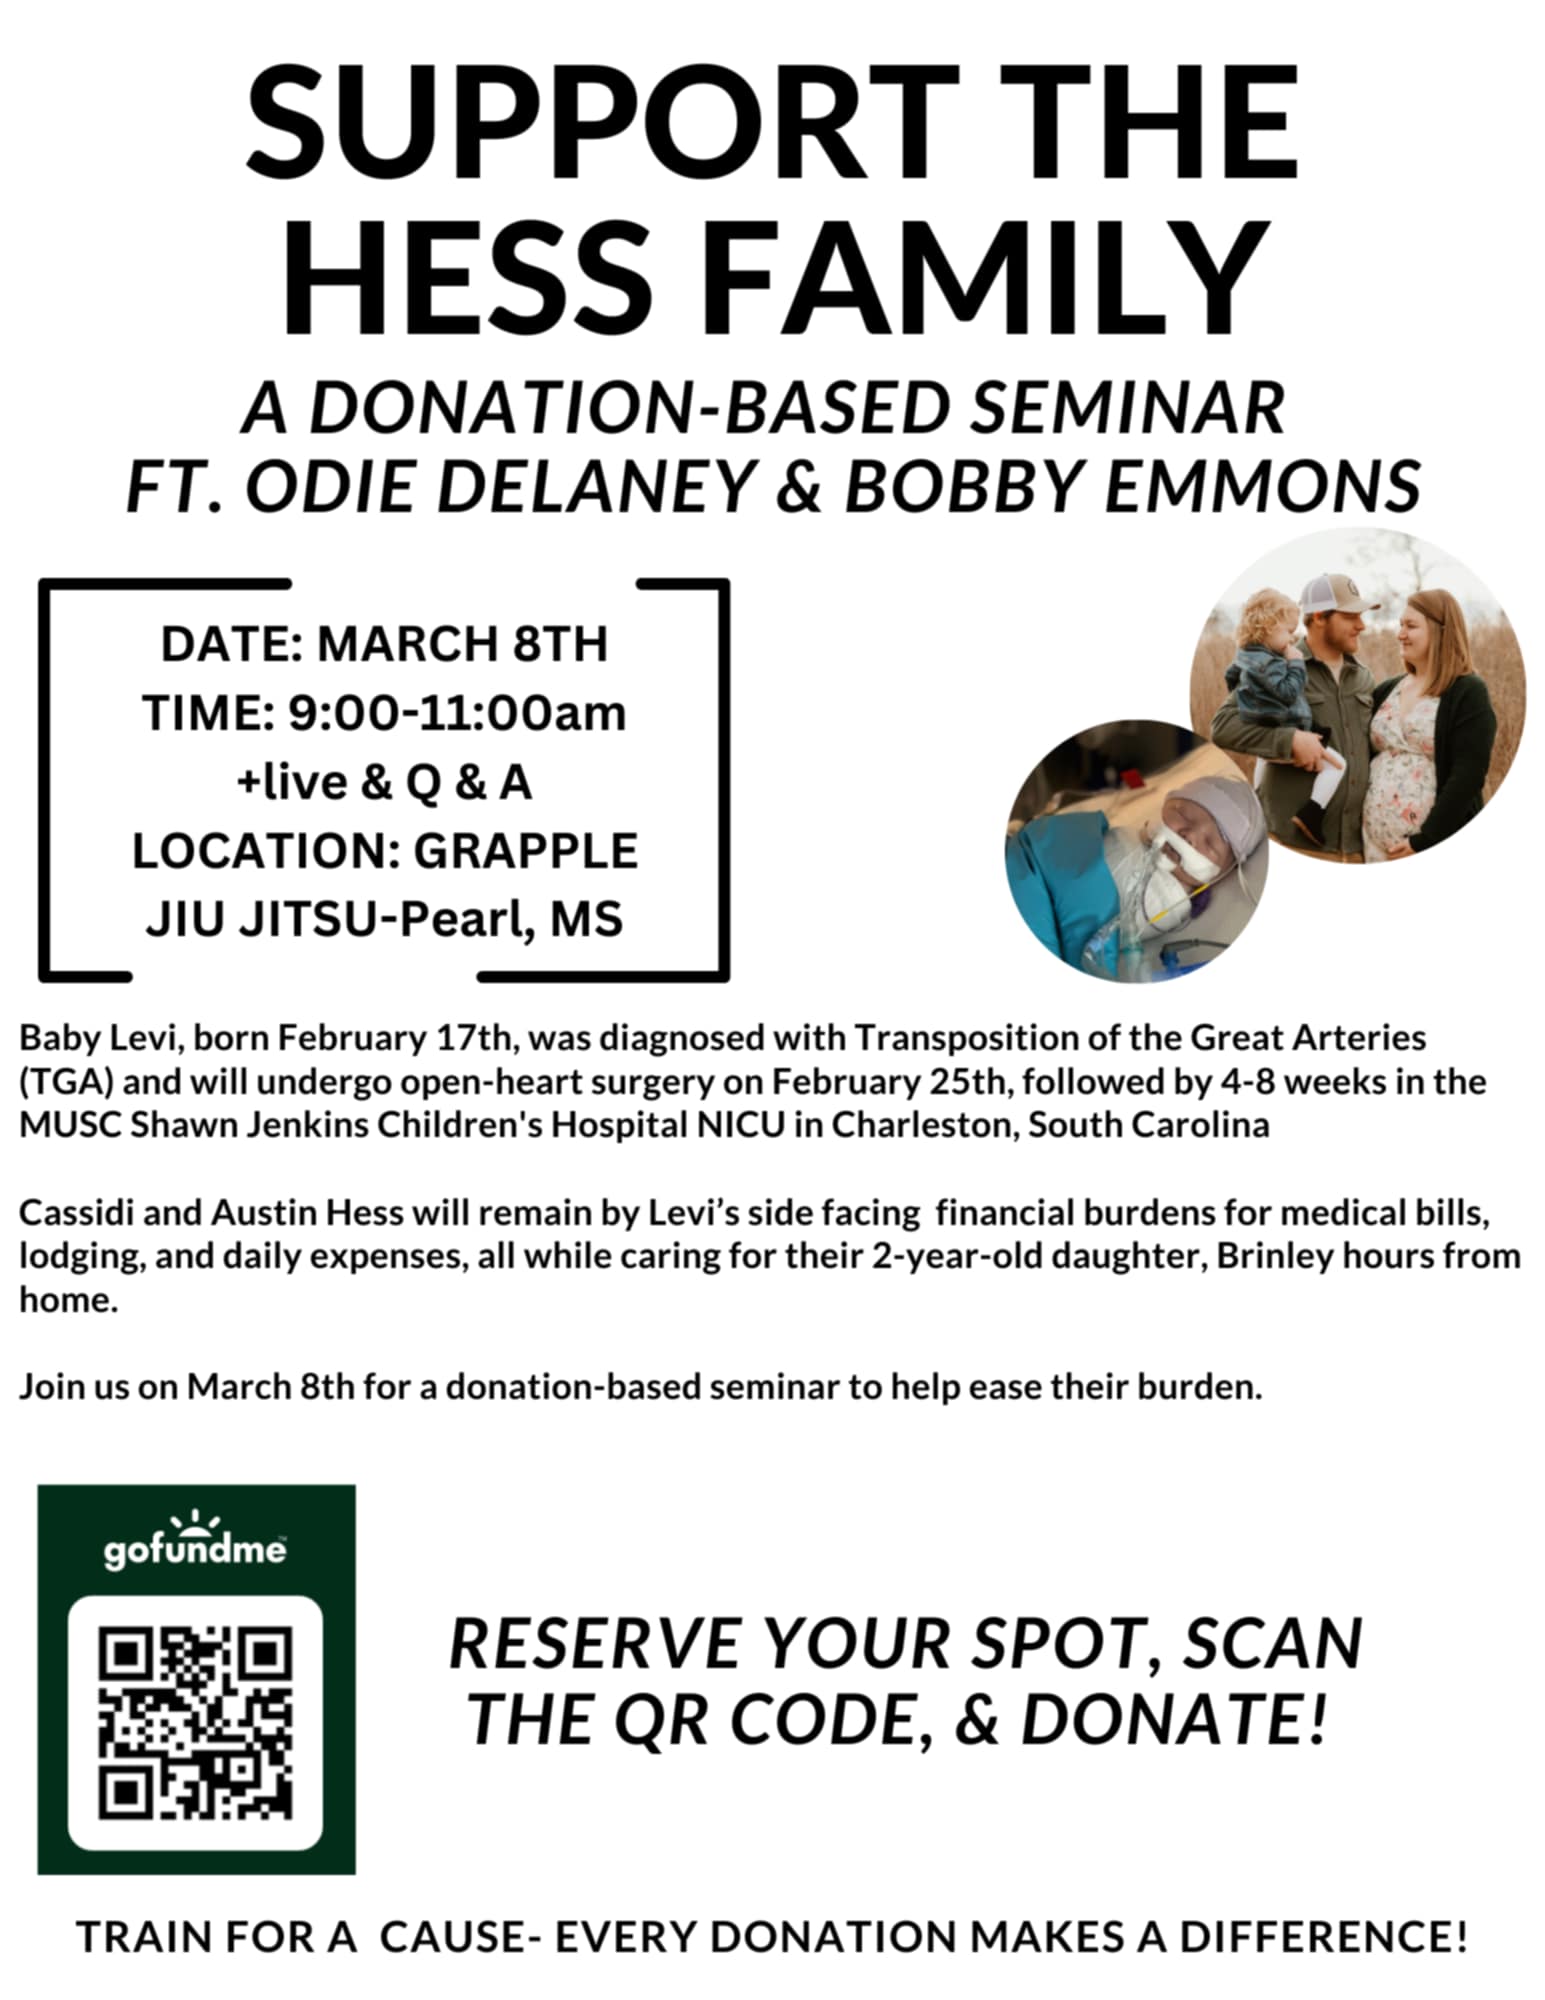 SUPPORT THE
HESS FAMILY
A DONATION-BASED SEMINAR
FT. ODIE DELANEY & BOBBY EMMONS
DATE: MARCH 8TH
TIME: 9:00-11:00am
+live & Q & A
LOCATION: GRAPPLE
JIU JITSU-Pearl, MS
Baby Levi, born February 17th, was diagnosed with Transposition of the Great Arteries
(TGA) and will undergo open-heart surgery on February 25th, followed by 4-8 weeks in the
MUSC Shawn Jenkins Children's Hospital NICU in Charleston, South Carolina
Cassidi and Austin Hess will remain by Levi’s side facing  financial burdens for medical bills,
lodging, and daily expenses, all while caring for their 2-year-old daughter, Brinley hours from
home.
Join us on March 8th for a donation-based seminar to help ease their burden.
gofundme™
RESERVE YOUR SPOT, SCAN
THE QR CODE, & DONATE!
TRAIN FOR A  CAUSE- EVERY DONATION MAKES A DIFFERENCE!